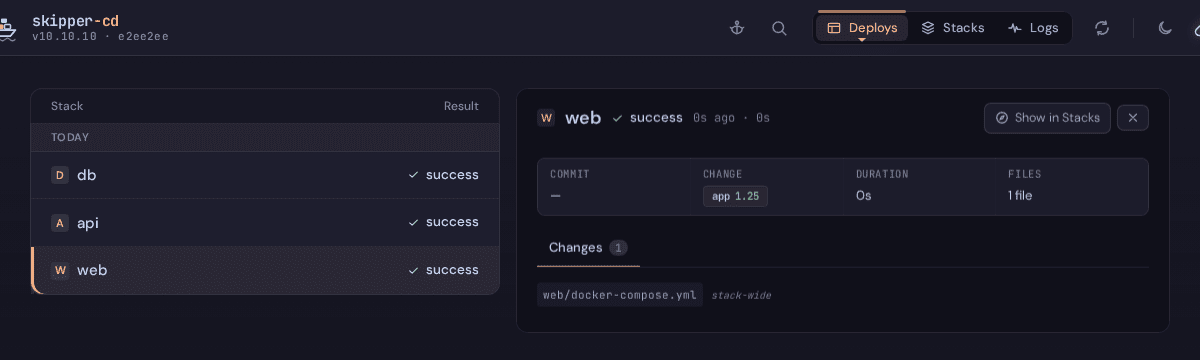 skipper-cd
v10.10.10 · e2ee2ee
Deploys
Stacks
Logs
Stack Result
TODAY
D db success
A api success
W web success
W web success 0s ago · 0s
Show in Stacks
COMMIT CHANGE DURATION FILES
— app 1.25 0s 1 file
Changes 1
web/docker-compose.yml stack-wide